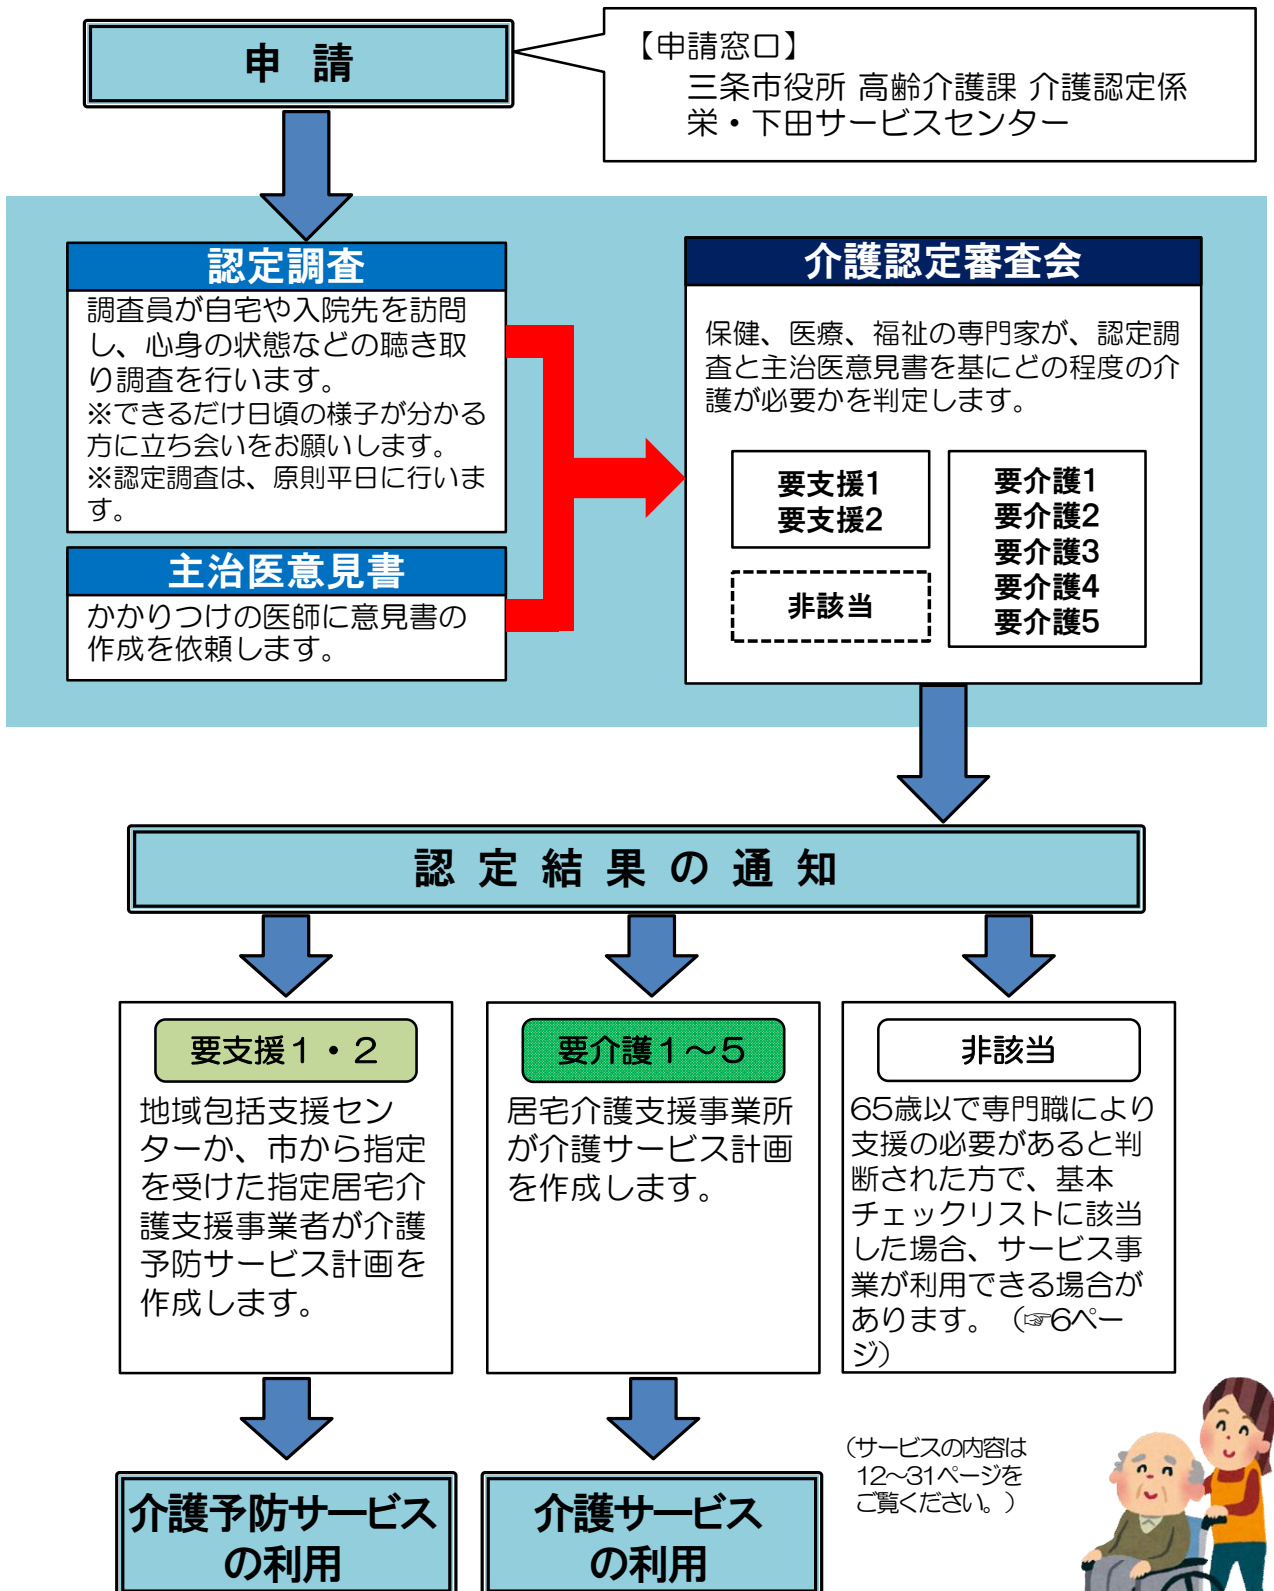 申 請
【申請窓口】
三条市役所 高齢介護課 介護認定係
栄・下田サービスセンター
認定調査
調査員が自宅や入院先を訪問
し、心身の状態などの聴き取
り調査を行います。
※できるだけ日頃の様子が分かる
方に立ち会いをお願いします。
※認定調査は、原則平日に行いま
す。
主治医意見書
かかりつけの医師に意見書の
作成を依頼します。
介護認定審査会
保健、医療、福祉の専門家が、認定調
査と主治医意見書を基にどの程度の介
護が必要かを判定します。
要支援1
要支援2
非該当
要介護1
要介護2
要介護3
要介護4
要介護5
認 定 結 果 の 通 知
要支援１・２
地域包括支援セン
ターか、市から指定
を受けた指定居宅介
護支援事業者が介護
予防サービス計画を
作成します。
要介護１～５
居宅介護支援事業所
が介護サービス計画
を作成します。
非該当
65歳以で専門職により
支援の必要があると判
断された方で、基本
チェックリストに該当
した場合、サービス事
業が利用できる場合が
あります。（☞6ペー
ジ）
介護予防サービス
の利用
介護サービス
の利用
（サービスの内容は
12～31ページを
ご覧ください。）